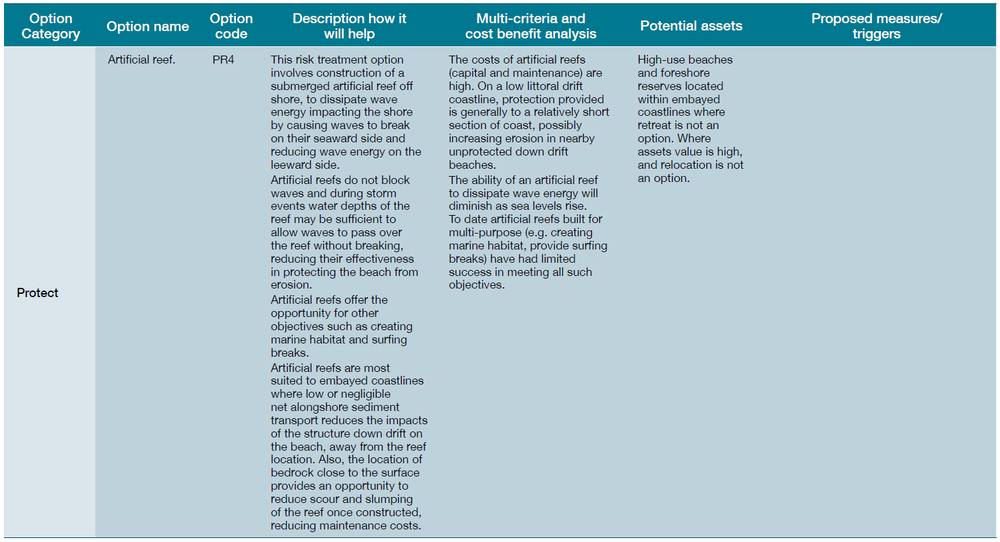 Option
Category
Option name
Option
code
Description how it
will help
Multi-criteria and
cost benefit analysis
Potential assets
Proposed measures/
triggers
Protect
Artificial reef.
PR4
This risk treatment option
involves construction of a
submerged artificial reef off
shore, to dissipate wave
energy impacting the shore
by causing waves to break
on their seaward side and
reducing wave energy on the
leeward side.
Artificial reefs do not block
waves and during storm
events water depths of the
reef may be sufficient to
allow waves to pass over
the reef without breaking,
reducing their effectiveness
in protecting the beach from
erosion.
Artificial reefs offer the
opportunity for other
objectives such as creating
marine habitat and surfing
breaks.
Artificial reefs are most
suited to embayed coastlines
where low or negligible
net alongshore sediment
transport reduces the impacts
of the structure down drift on
the beach, away from the reef
location. Also, the location of
bedrock close to the surface
provides an opportunity to
reduce scour and slumping
of the reef once constructed,
reducing maintenance costs.
The costs of artificial reefs
(capital and maintenance) are
high. On a low littoral drift
coastline, protection provided
is generally to a relatively short
section of coast, possibly
increasing erosion in nearby
unprotected down drift
beaches.
The ability of an artificial reef
to dissipate wave energy will
diminish as sea levels rise.
To date artificial reefs built for
multi-purpose (e.g. creating
marine habitat, provide surfing
breaks) have had limited
success in meeting all such
objectives.
High-use beaches
and foreshore
reserves located
within embayed
coastlines where
retreat is not an
option. Where
assets value is high,
and relocation is not
an option.